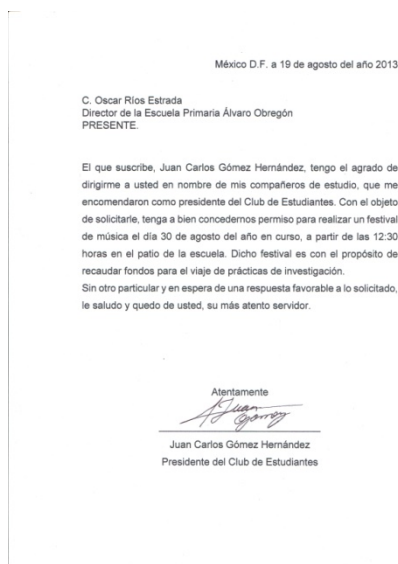 México D.F. a 19 de agosto del año 2013
C. Oscar Ríos Estrada
Director de la Escuela Primaria Álvaro Obregón
PRESENTE.
El que suscribe, Juan Carlos Gómez Hernández, tengo el agrado de
dirigirme a usted en nombre de mis compañeros de estudio, que me
encomendaron como presidente del Club de Estudiantes. Con el objeto
de solicitarle, tenga a bien concedernos permiso para realizar un festival
de música el día 30 de agosto del año en curso, a partir de las 12:30
horas en el patio de la escuela. Dicho festival es con el propósito de
recaudar fondos para el viaje de prácticas de investigación.
Sin otro particular y en espera de una respuesta favorable a lo solicitado,
le saludo y quedo de usted, su más atento servidor.
Atentamente
Juan
Gómez
Juan Carlos Gómez Hernández
Presidente del Club de Estudiantes